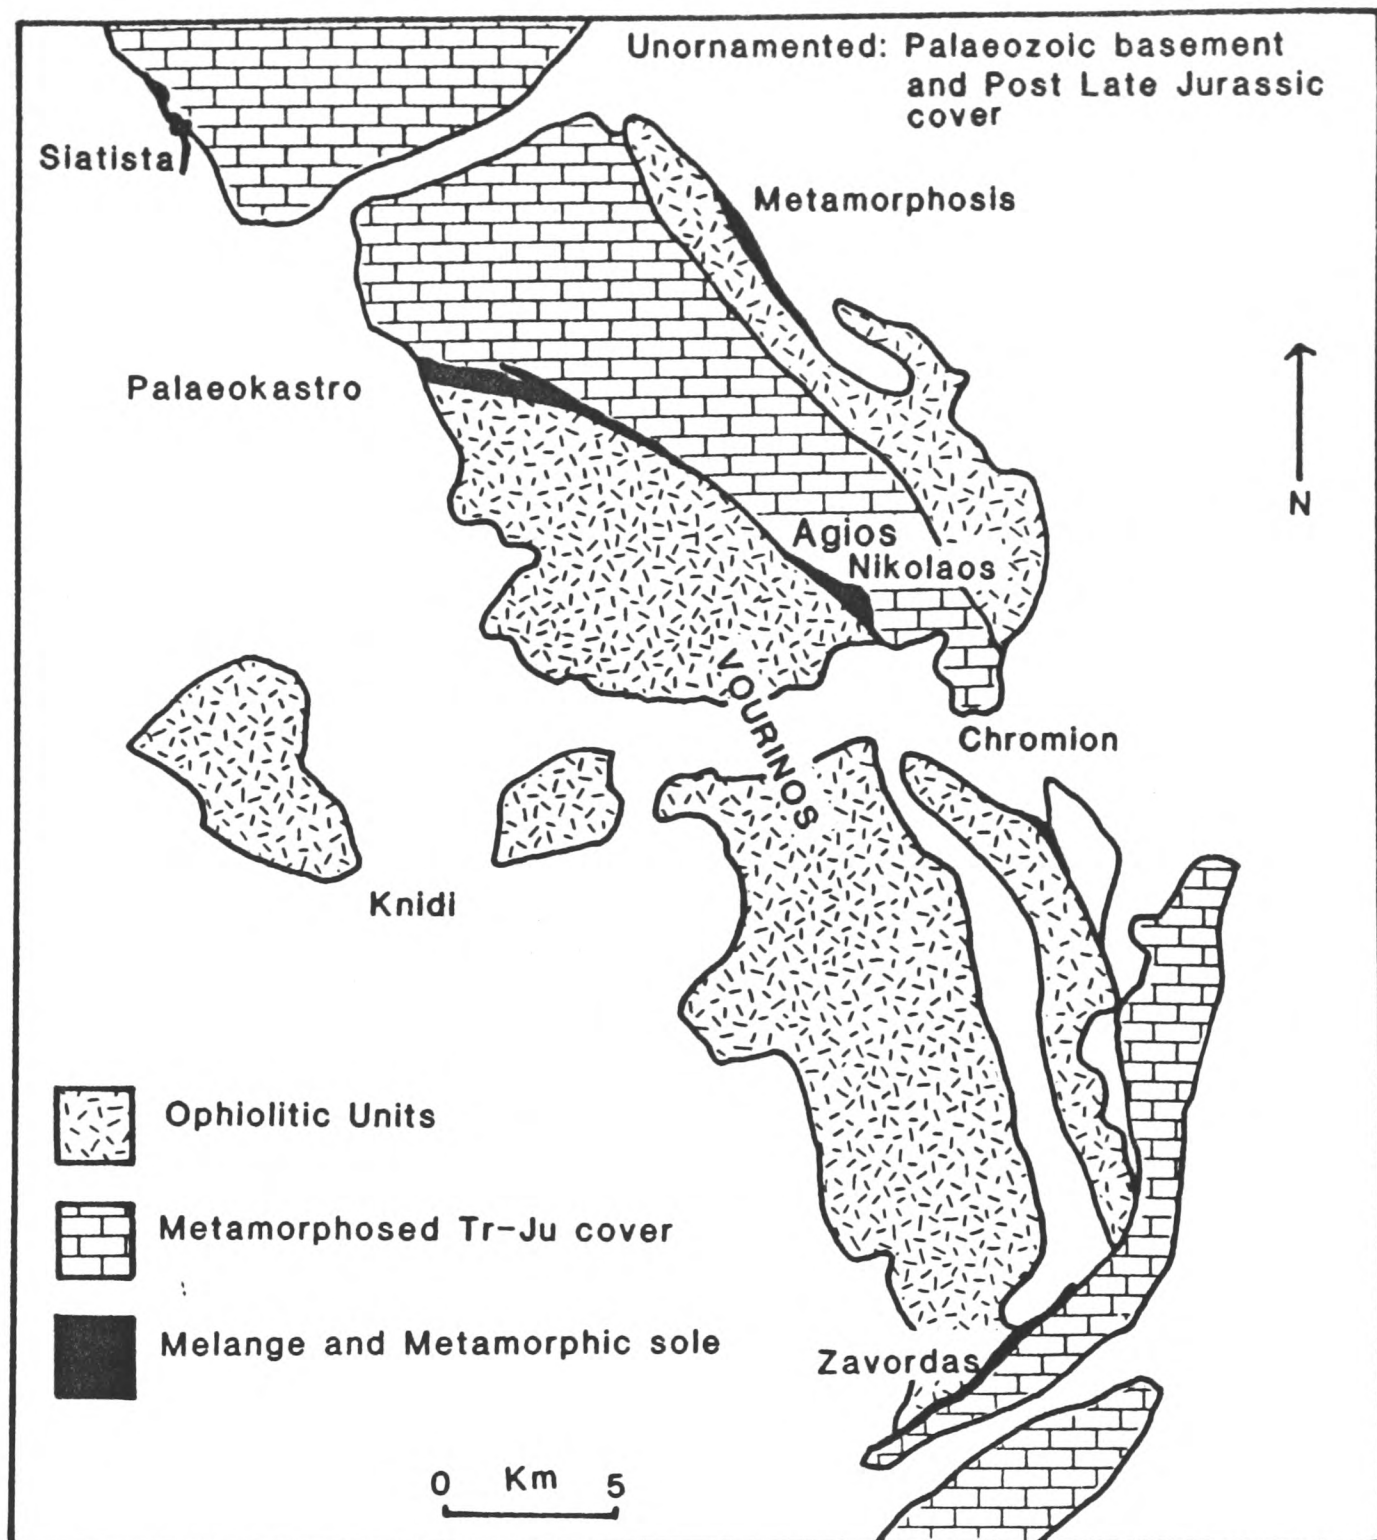 Unornamented: Palaeozoic basement
and Post Late Jurassic
cover
Siatista
Metamorphosis
Palaeokastro
N
Agios
Nikolaos
VOURINOS
Chromion
Knidi
Ophiolitic Units
Metamorphosed Tr-Ju cover
Melange and Metamorphic sole
Zavordas
0 Km 5